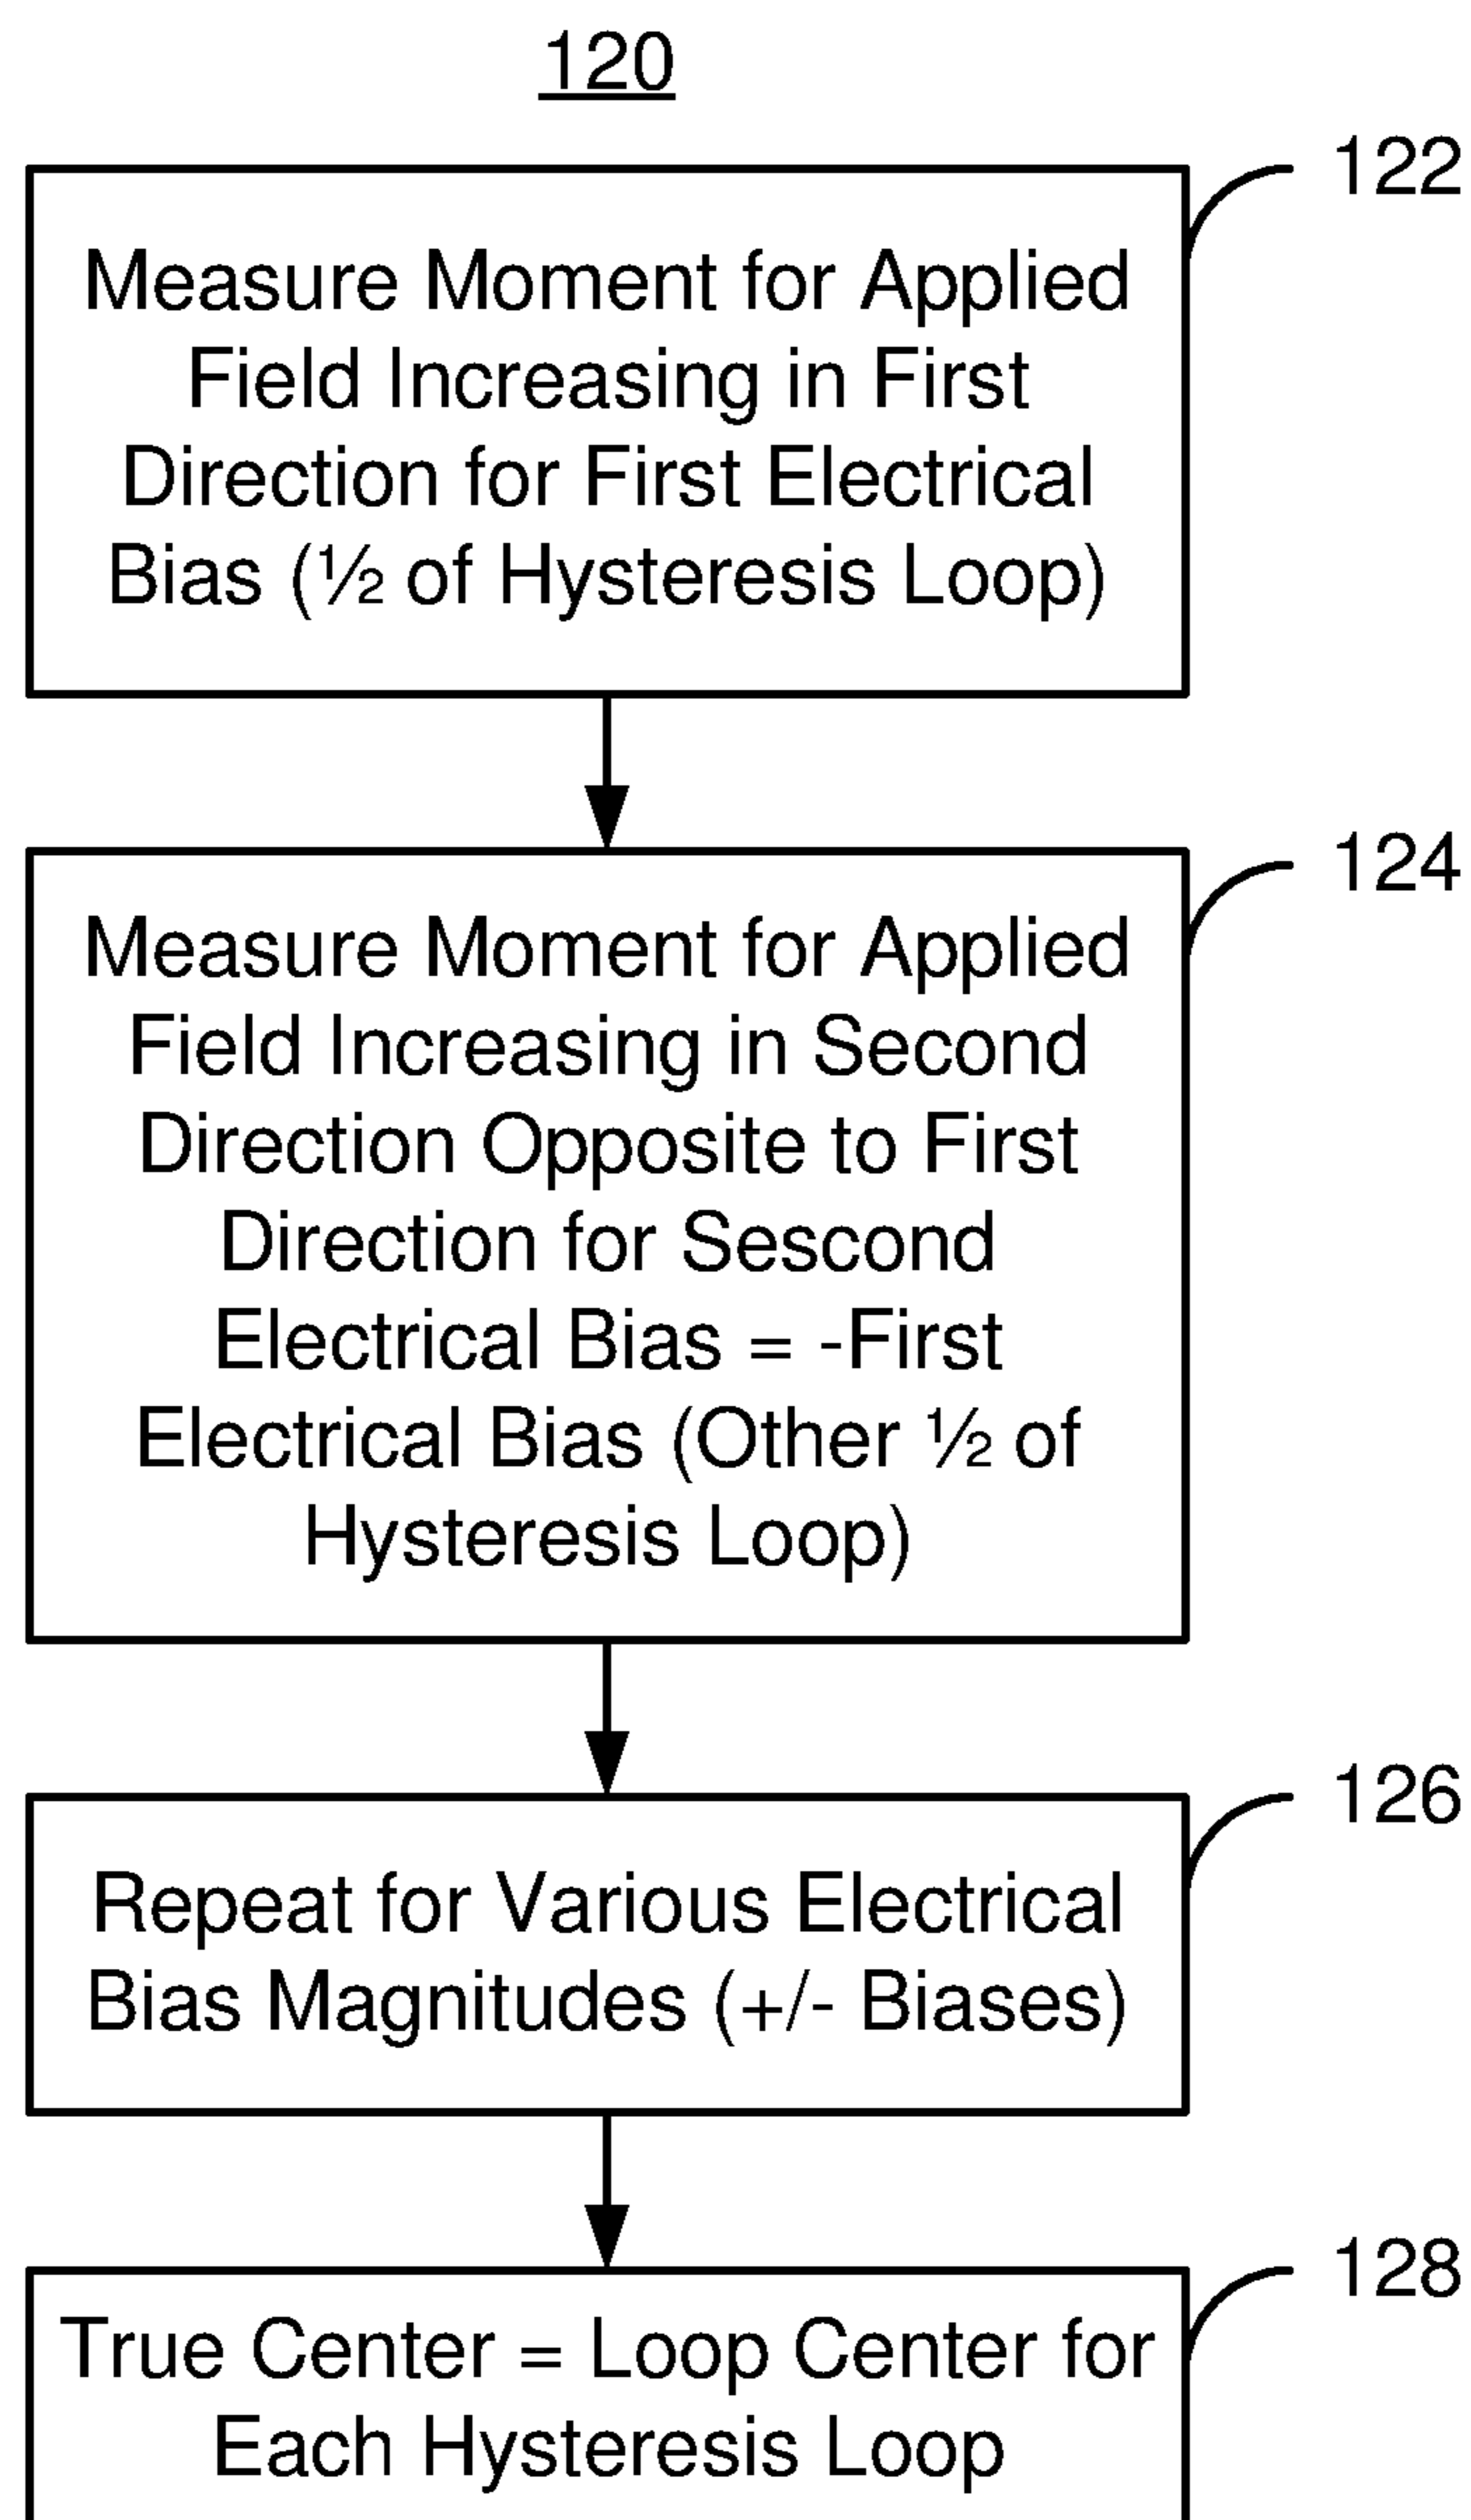 120
122
Measure Moment for Applied
Field Increasing in First
Direction for First Electrical
Bias (½ of Hysteresis Loop)
124
Measure Moment for Applied
Field Increasing in Second
Direction Opposite to First
Direction for Sescond
Electrical Bias = -First
Electrical Bias (Other ½ of
Hysteresis Loop)
126
Repeat for Various Electrical
Bias Magnitudes (+/- Biases)
128
True Center = Loop Center for
Each Hysteresis Loop